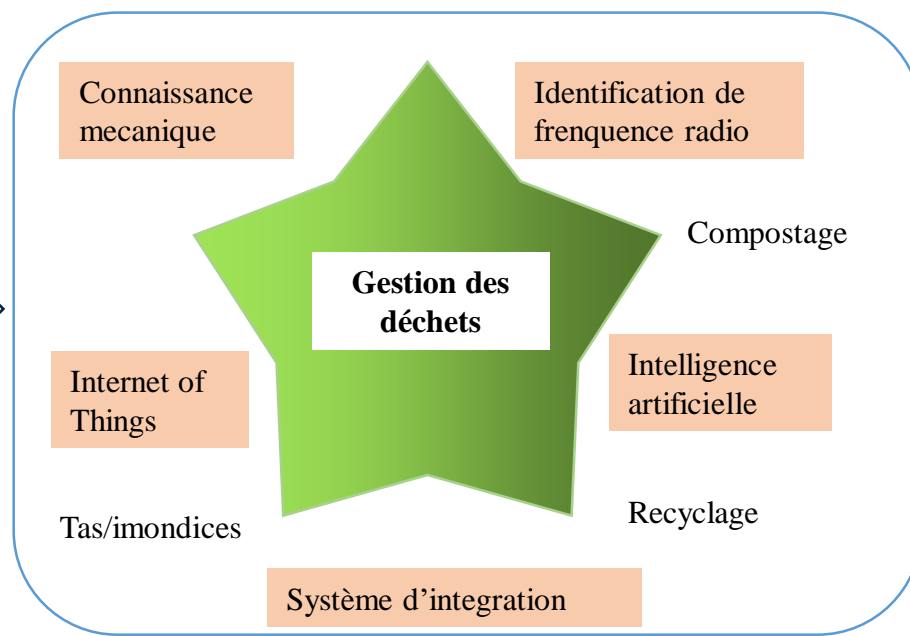 Connaissance
mecanique
Identification de
frenquence radio
Compostage
Gestion des
déchets
Internet of
Things
Intelligence
artificielle
Tas/imondices
Recyclage
Système d’integration